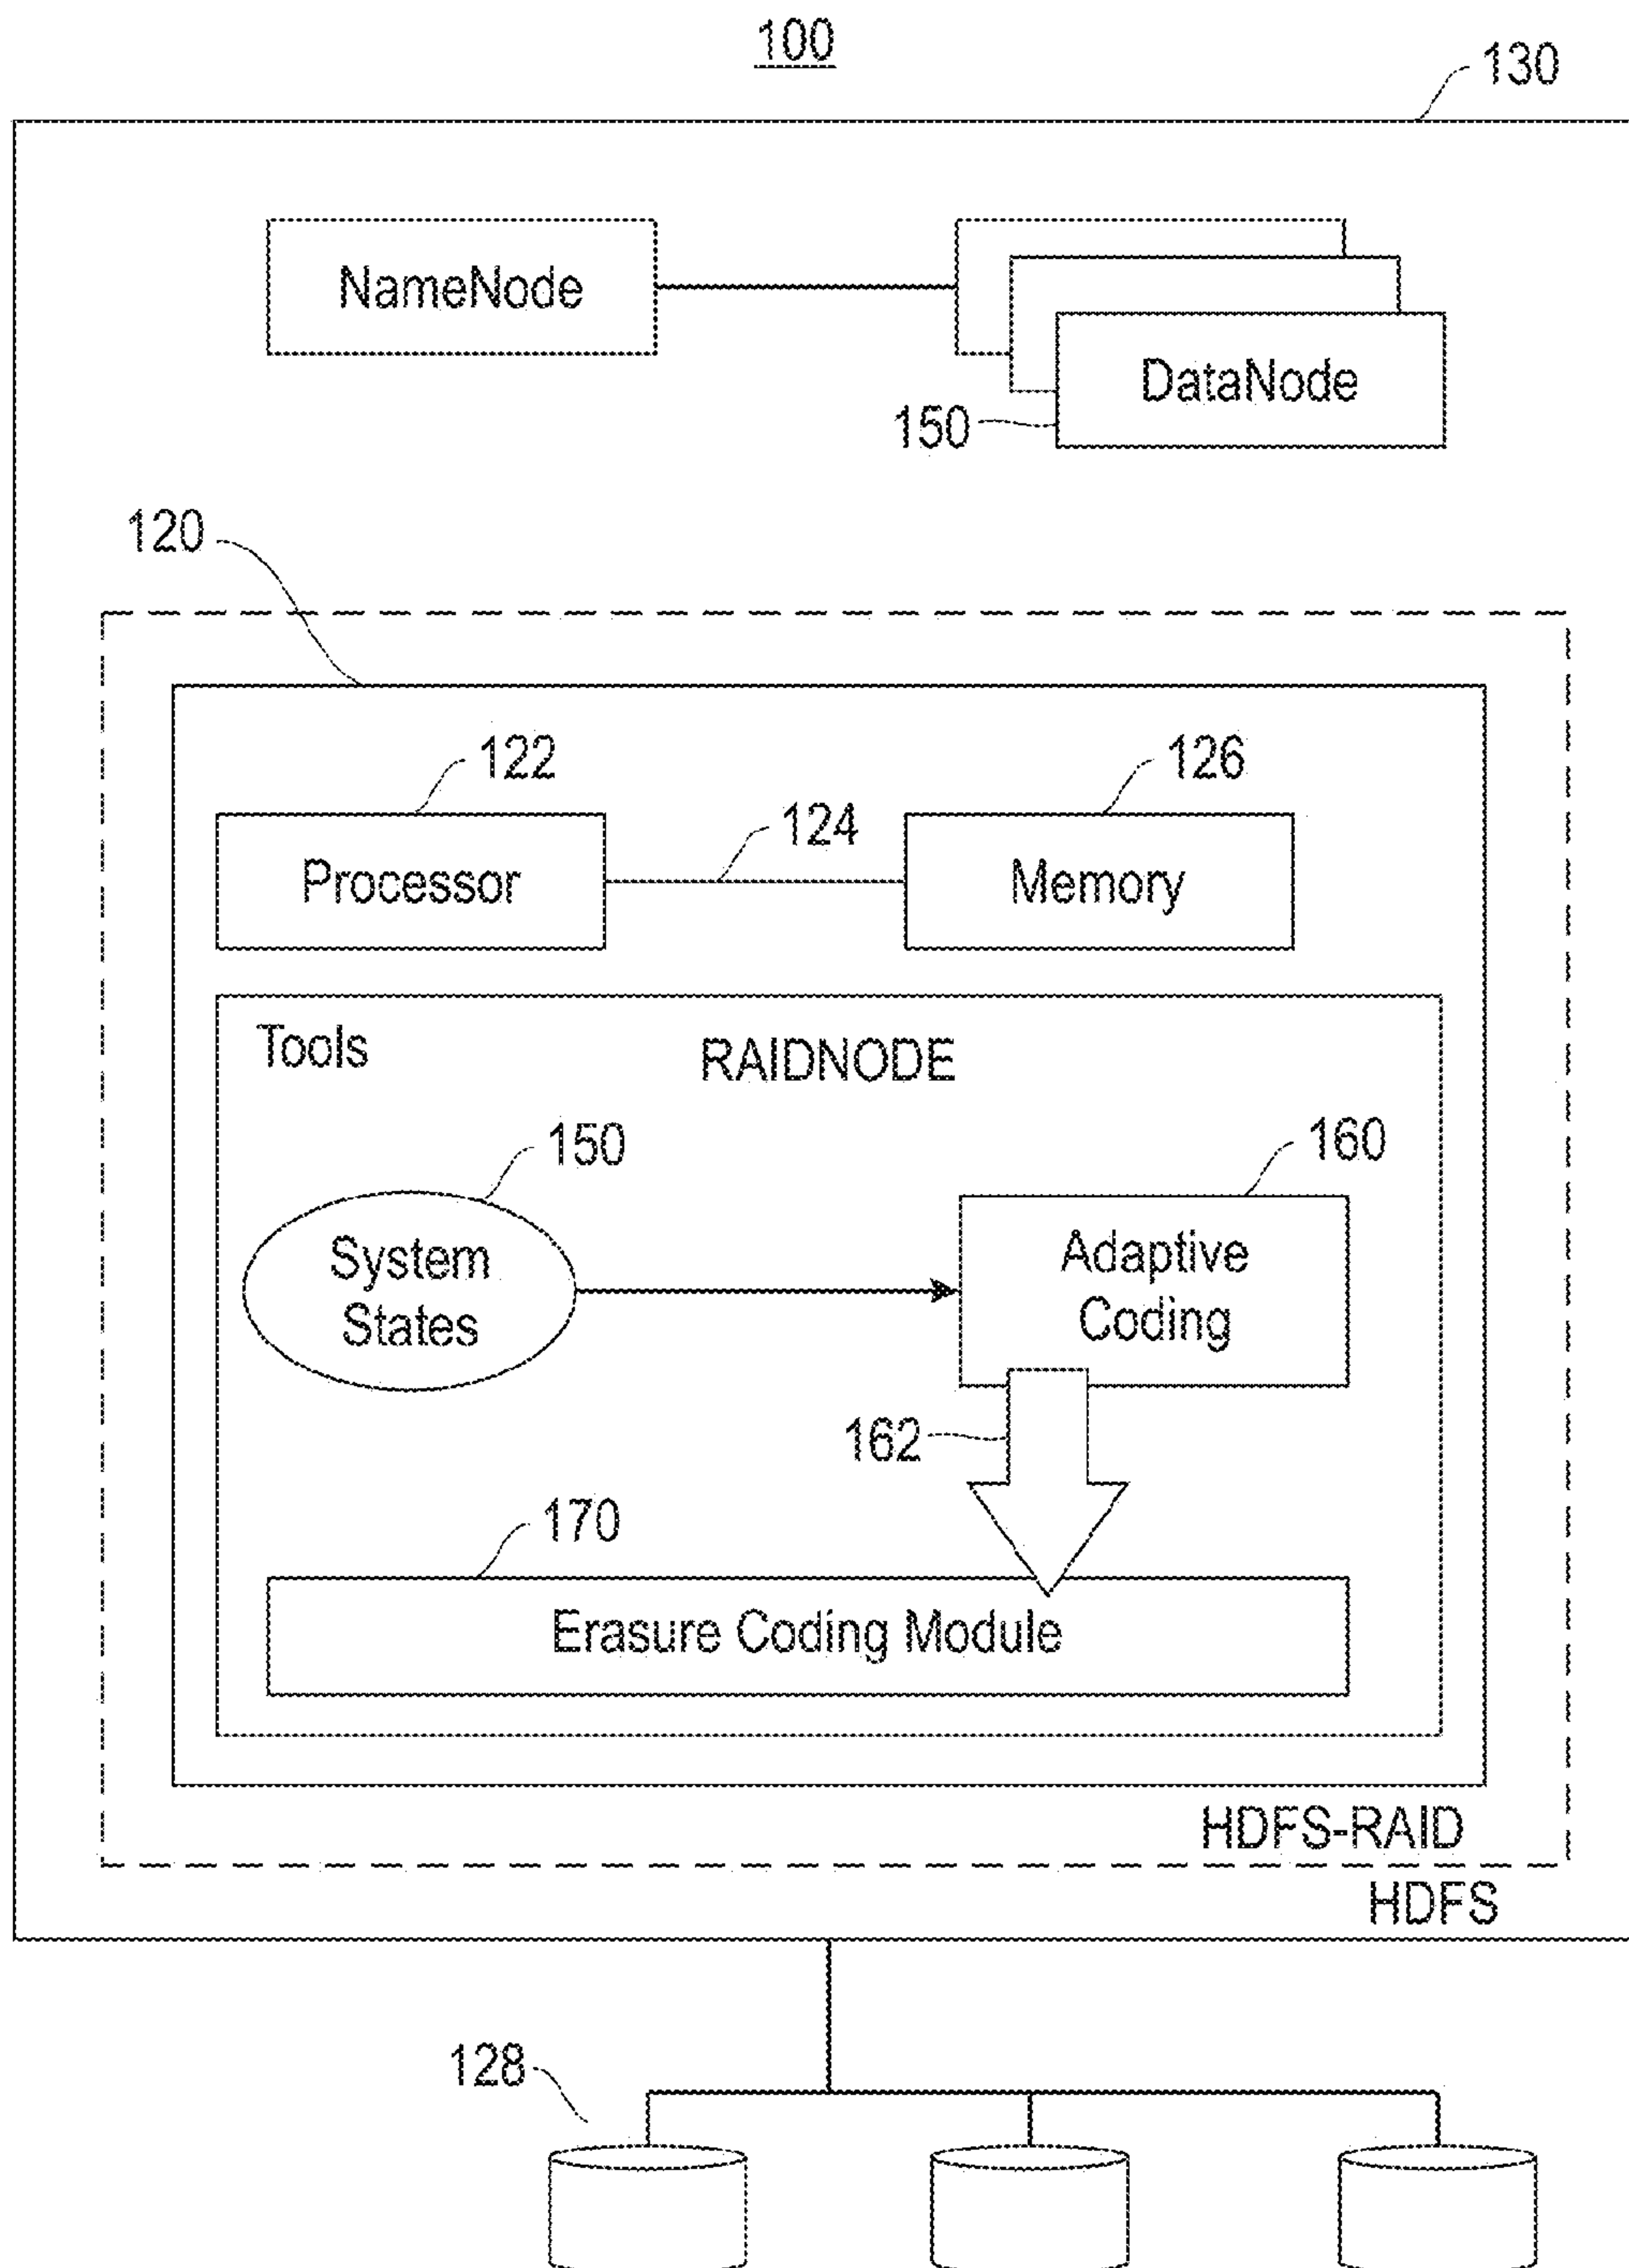 100
130
NameNode
DataNode
150
120
122
126
124
Processor
Memory
Tools
RAIDNODE
150
160
System
States
Adaptive
Coding
162
170
Erasure Coding Module
HDFS-RAID
HDFS
128